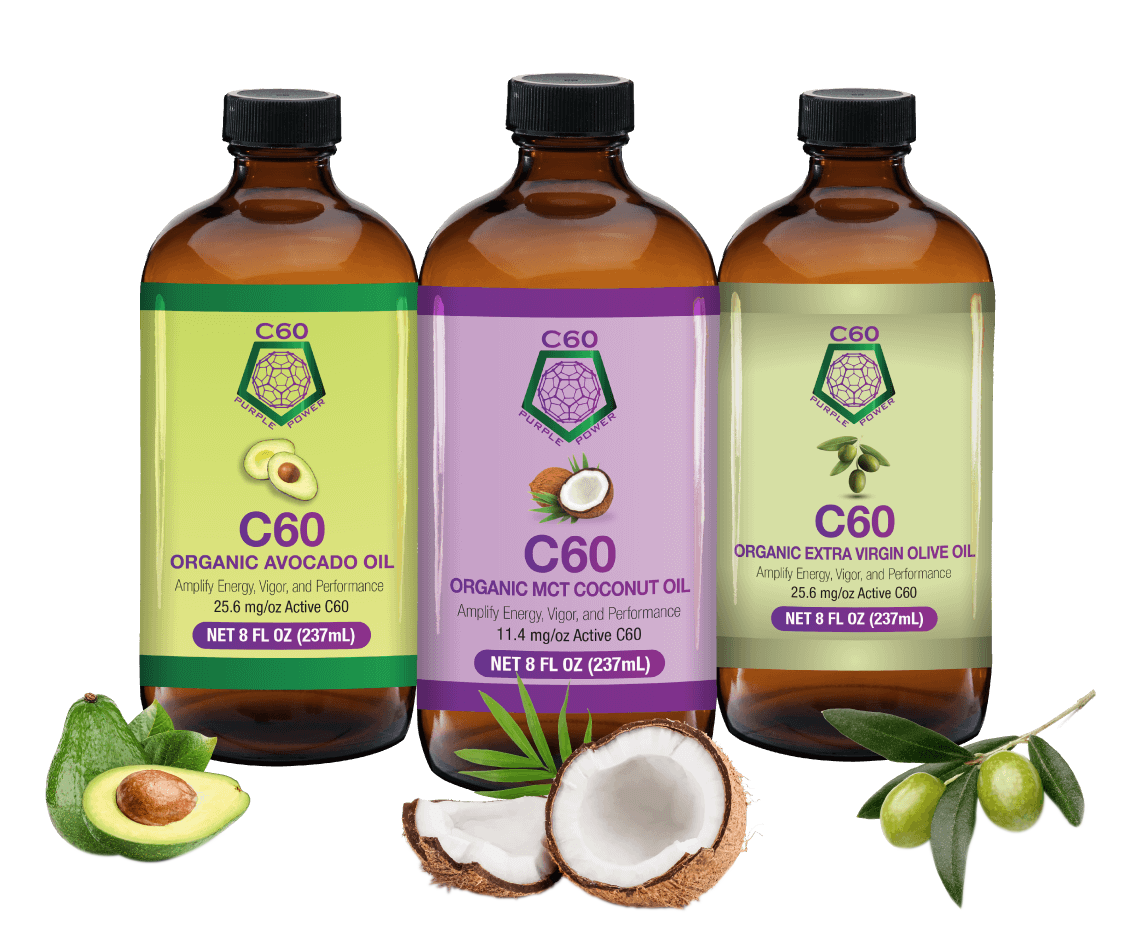 C60
PURPLE POWER
C60
ORGANIC AVOCADO OIL
Amplify Energy, Vigor, and Performance
25.6 mg/oz Active C60
NET 8 FL OZ (237mL)
C60
PURPLE POWER
C60
ORGANIC MCT COCONUT OIL
Amplify Energy, Vigor, and Performance
11.4 mg/oz Active C60
NET 8 FL OZ (237mL)
C60
PURPLE POWER
C60
ORGANIC EXTRA VIRGIN OLIVE OIL
Amplify Energy, Vigor, and Performance
25.6 mg/oz Active C60
NET 8 FL OZ (237mL)